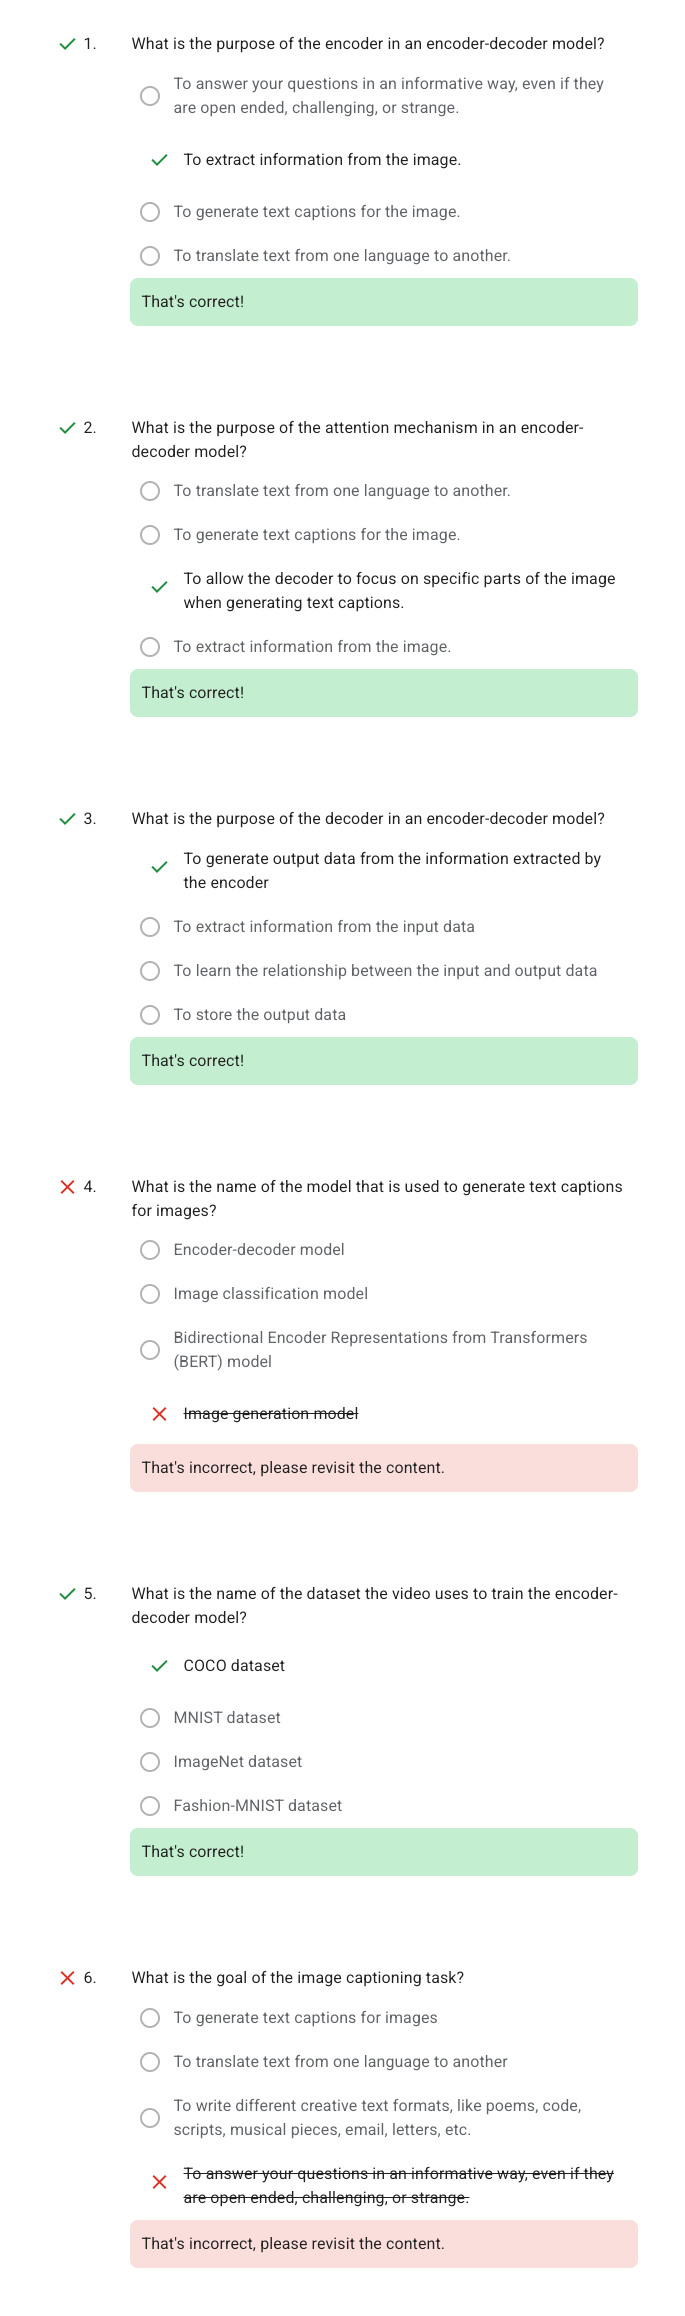 1. What is the purpose of the encoder in an encoder-decoder model?
To answer your questions in an informative way, even if they
are open ended, challenging, or strange.
To extract information from the image.
To generate text captions for the image.
To translate text from one language to another.
That's correct!
2. What is the purpose of the attention mechanism in an encoder-
decoder model?
To translate text from one language to another.
To generate text captions for the image.
To allow the decoder to focus on specific parts of the image
when generating text captions.
To extract information from the image.
That's correct!
3. What is the purpose of the decoder in an encoder-decoder model?
To generate output data from the information extracted by
the encoder
To extract information from the input data
To learn the relationship between the input and output data
To store the output data
That's correct!
4. What is the name of the model that is used to generate text captions
for images?
Encoder-decoder model
Image classification model
Bidirectional Encoder Representations from Transformers
(BERT) model
Image generation model
That's incorrect, please revisit the content.
5. What is the name of the dataset the video uses to train the encoder-
decoder model?
COCO dataset
MNIST dataset
ImageNet dataset
Fashion-MNIST dataset
That's correct!
6. What is the goal of the image captioning task?
To generate text captions for images
To translate text from one language to another
To write different creative text formats, like poems, code,
scripts, musical pieces, email, letters, etc.
To answer your questions in an informative way, even if they
are open ended, challenging, or strange.
That's incorrect, please revisit the content.